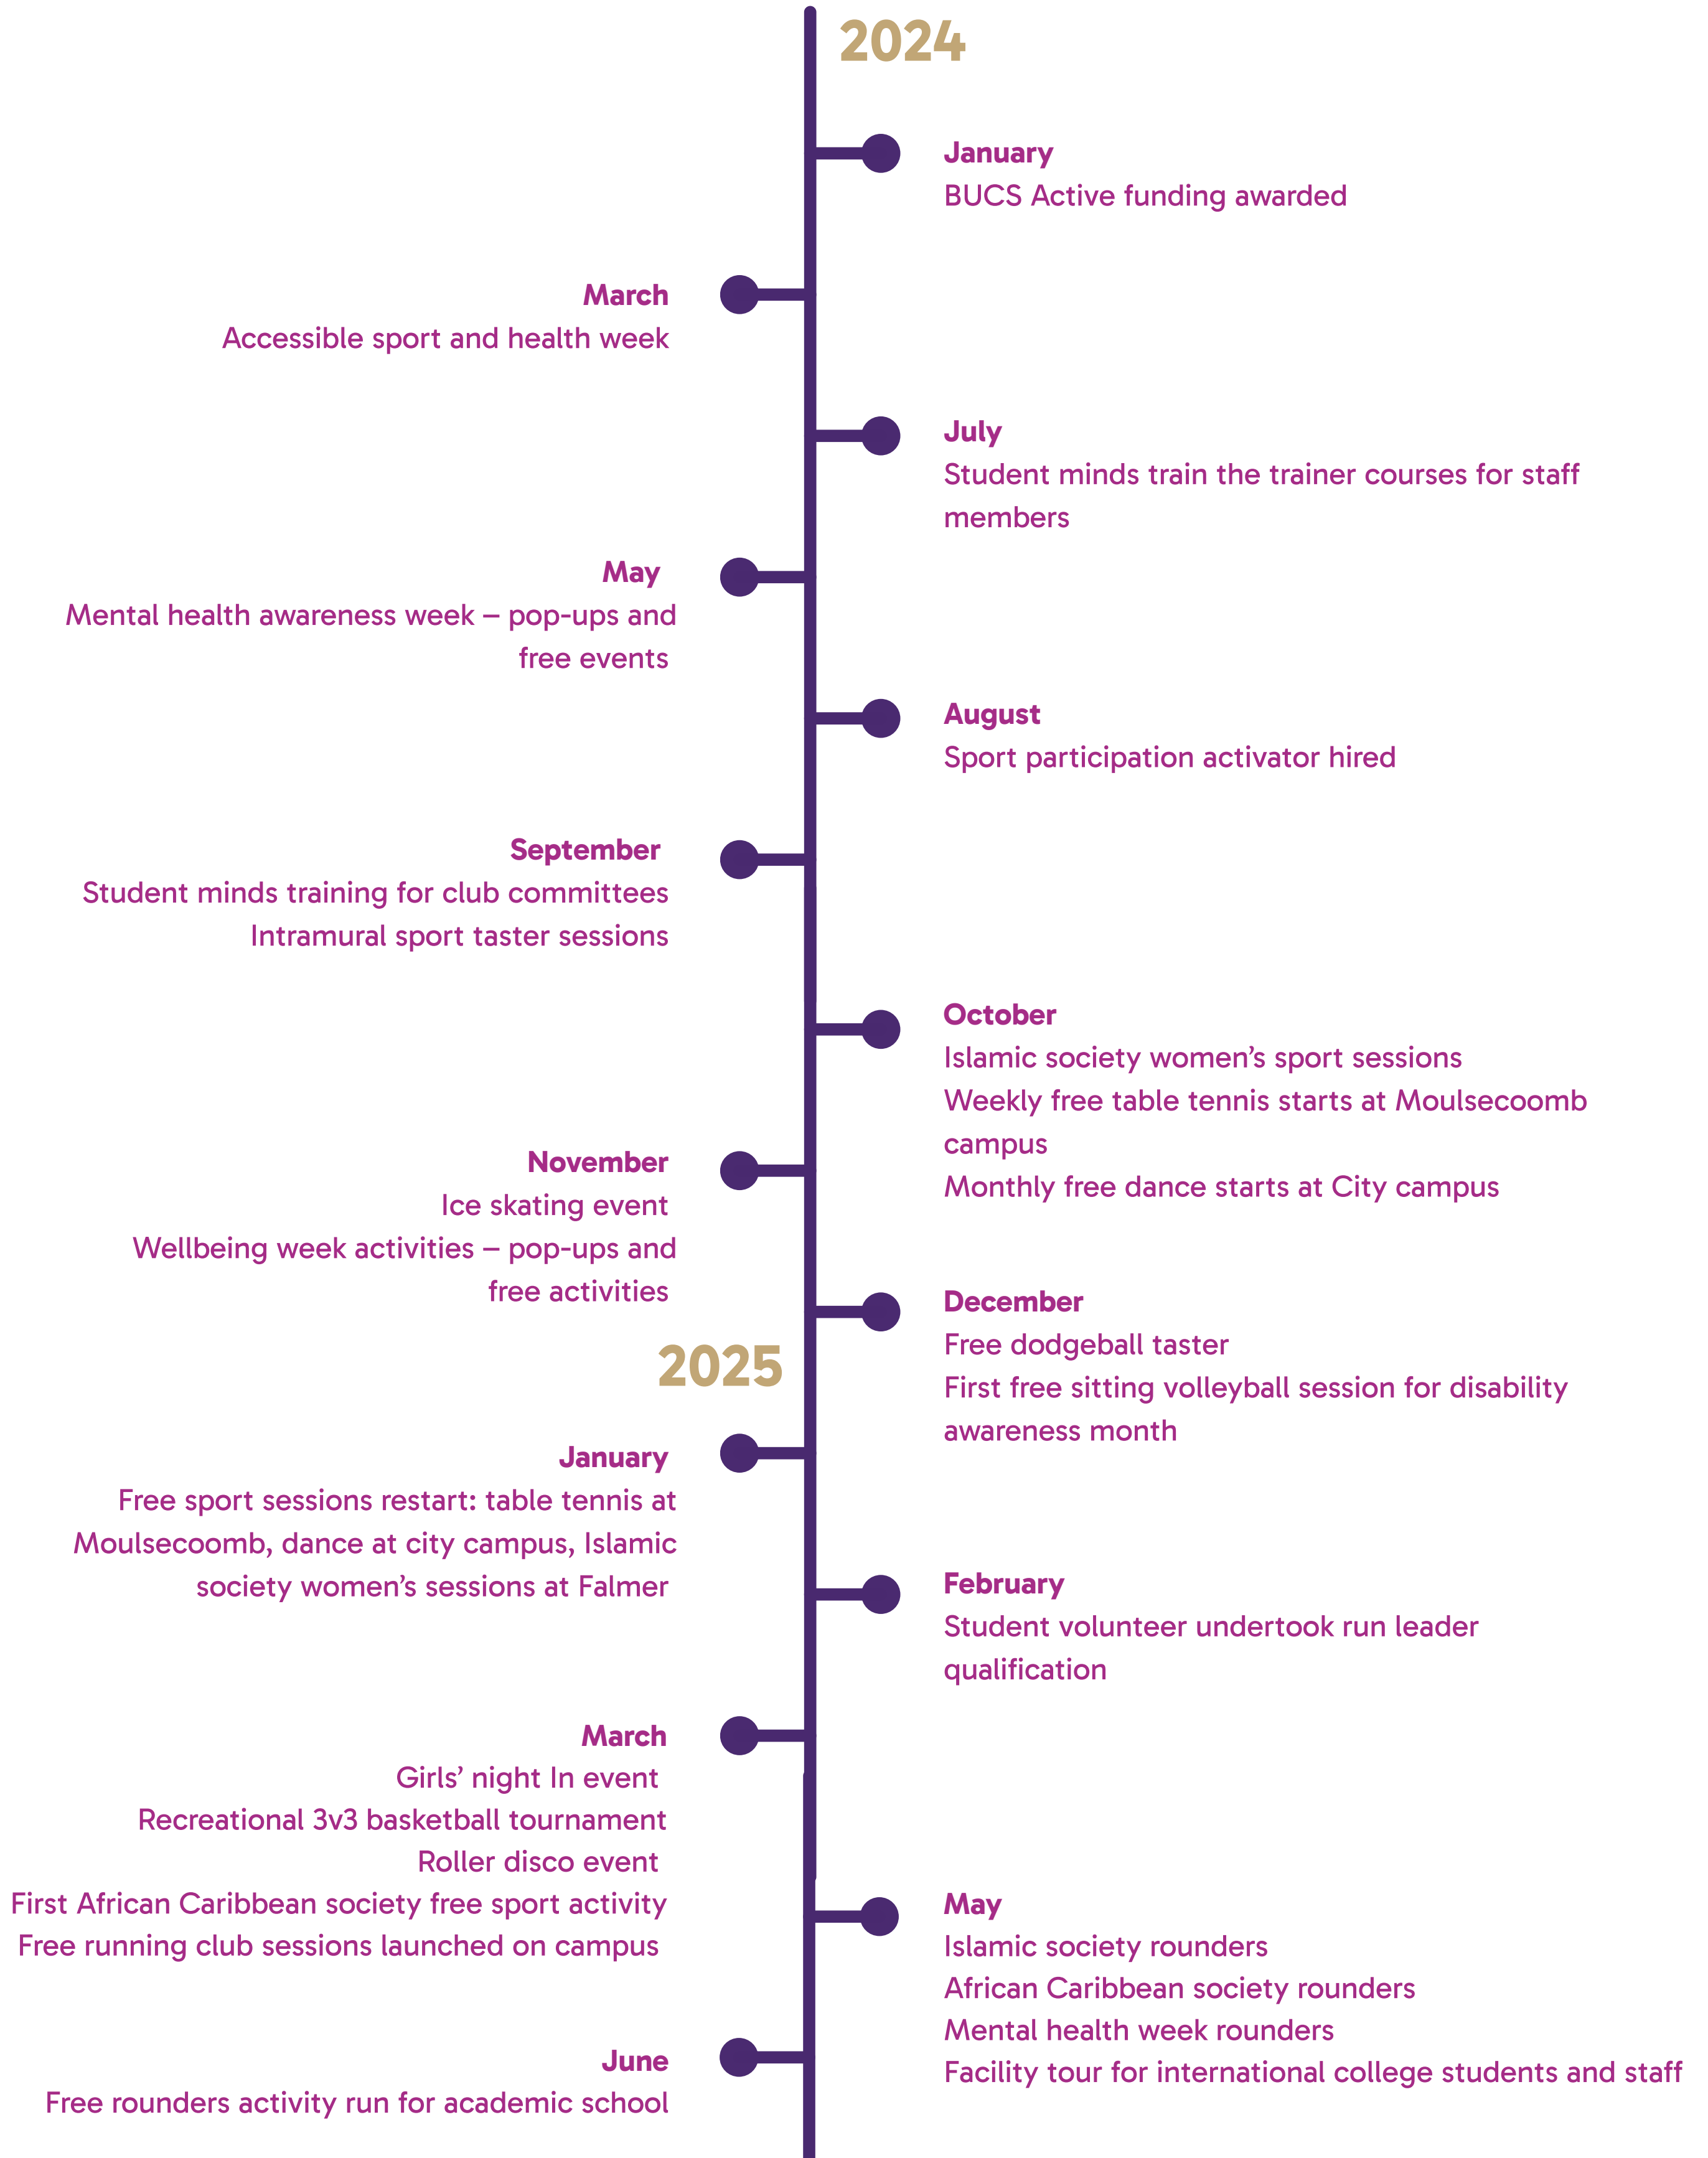 2024
January
BUCS Active funding awarded
March
Accessible sport and health week
July
Student minds train the trainer courses for staff
members
May
Mental health awareness week – pop-ups and
free events
August
Sport participation activator hired
September
Student minds training for club committees
Intramural sport taster sessions
October
Islamic society women’s sport sessions
Weekly free table tennis starts at Moulsecoomb
campus
Monthly free dance starts at City campus
November
Ice skating event
Wellbeing week activities – pop-ups and
free activities
December
Free dodgeball taster
First free sitting volleyball session for disability
awareness month
2025
January
Free sport sessions restart: table tennis at
Moulsecoomb, dance at city campus, Islamic
society women’s sessions at Falmer
February
Student volunteer undertook run leader
qualification
March
Girls’ night In event
Recreational 3v3 basketball tournament
Roller disco event
First African Caribbean society free sport activity
Free running club sessions launched on campus
May
Islamic society rounders
African Caribbean society rounders
Mental health week rounders
Facility tour for international college students and staff
June
Free rounders activity run for academic school